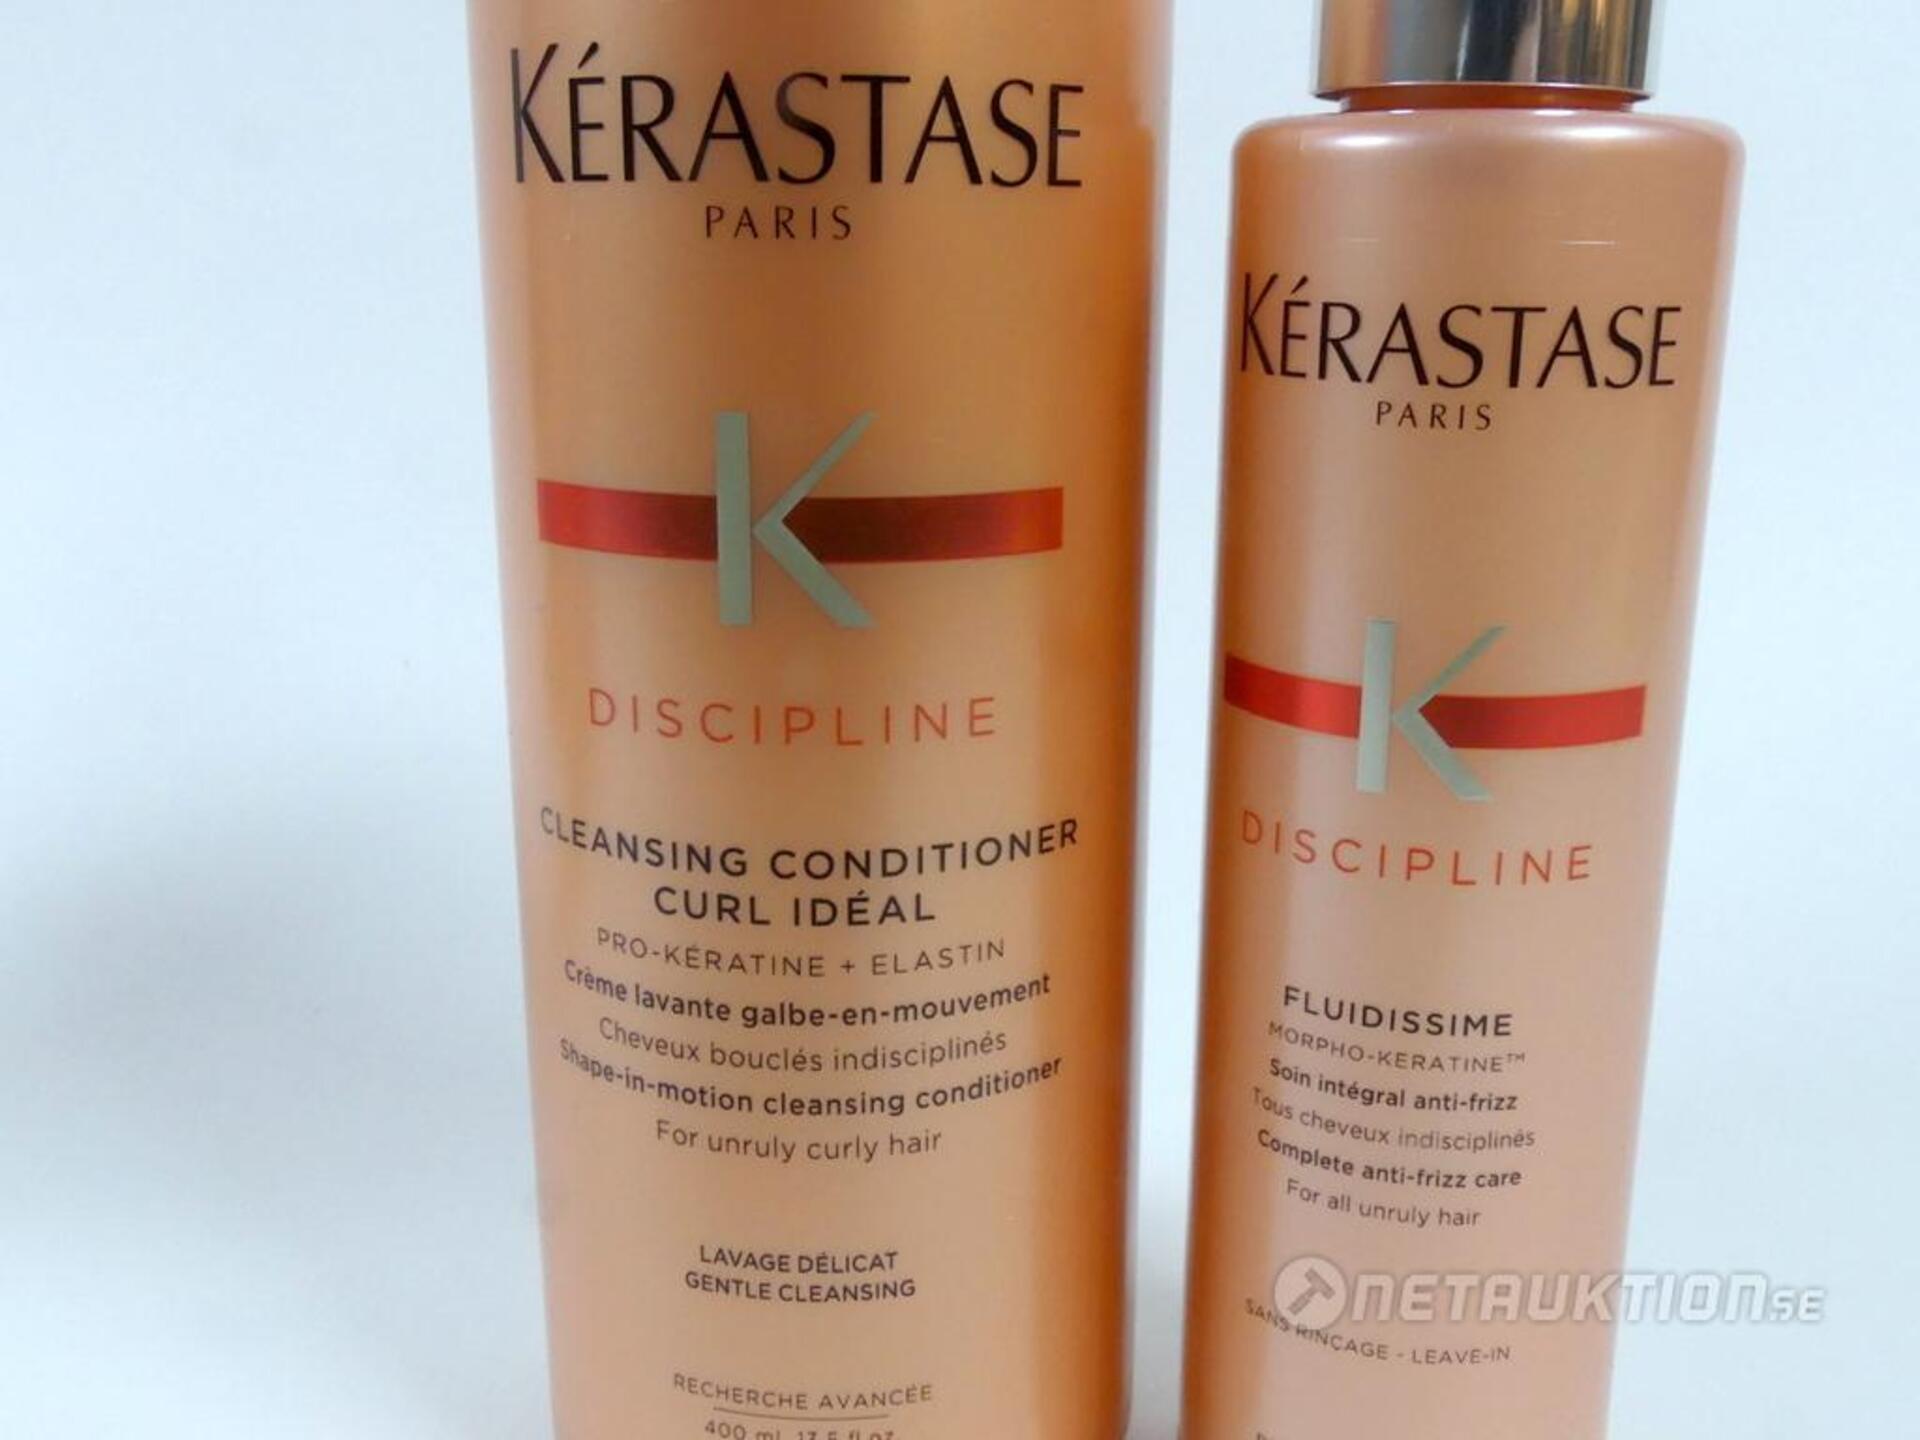 KÉRASTASE
PARIS
K
DISCIPLINE
CLEANSING CONDITIONER
CURL IDÉAL
PRO-KÉRATINE + ELASTIN
Crème lavante galbe-en-mouvement
Cheveux bouclés indisciplinés
Shape-in-motion cleansing conditioner
For unruly curly hair
LAVAGE DÉLICAT
GENTLE CLEANSING
RECHERCHE AVANCÉE
400 ml
KÉRASTASE
PARIS
K
DISCIPLINE
FLUIDISSIME
MORPHO-KERATINE™
Soin intégral anti-frizz
Tous cheveux indisciplinés
Complete anti-frizz care
For all unruly hair
SANS RINÇAGE - LEAVE-IN
NETAUKTION.SE